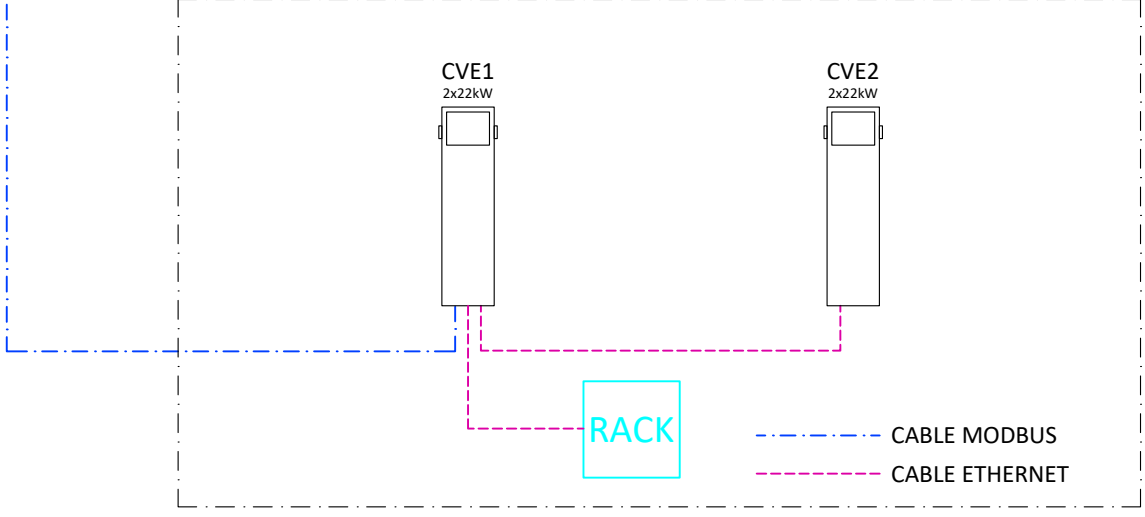 CVE1
2x22kW
CVE2
2x22kW
RACK
CABLE MODBUS
CABLE ETHERNET